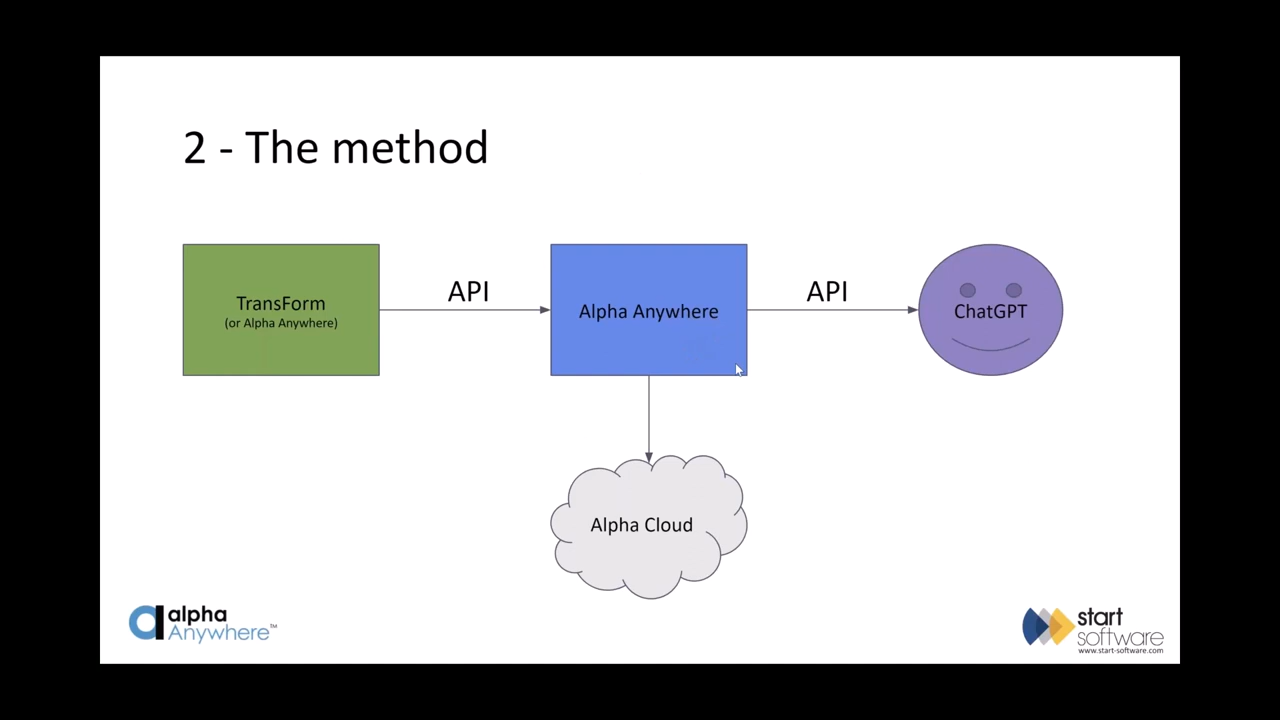 2 - The method
TransForm
(or Alpha Anywhere)
API
Alpha Anywhere
API
ChatGPT
Alpha Cloud
alpha
Anywhere™
start
software
www.start-software.com